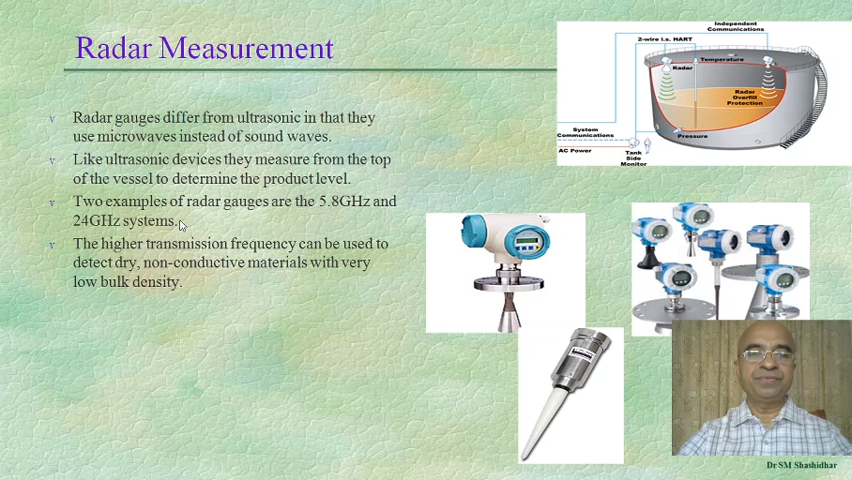 Radar Measurement
Radar gauges differ from ultrasonic in that they
use microwaves instead of sound waves.
Like ultrasonic devices they measure from the top
of the vessel to determine the product level.
Two examples of radar gauges are the 5.8GHz and
24GHz systems.
The higher transmission frequency can be used to
detect dry, non-conductive materials with very
low bulk density.
Independent
Communications
2-wire i.s. HART
Temperature
Radar
Radar
Overfill
Protection
System
Communications
AC Power
Pressure
Tank
Side
Monitor
Dr SM Shashidhar